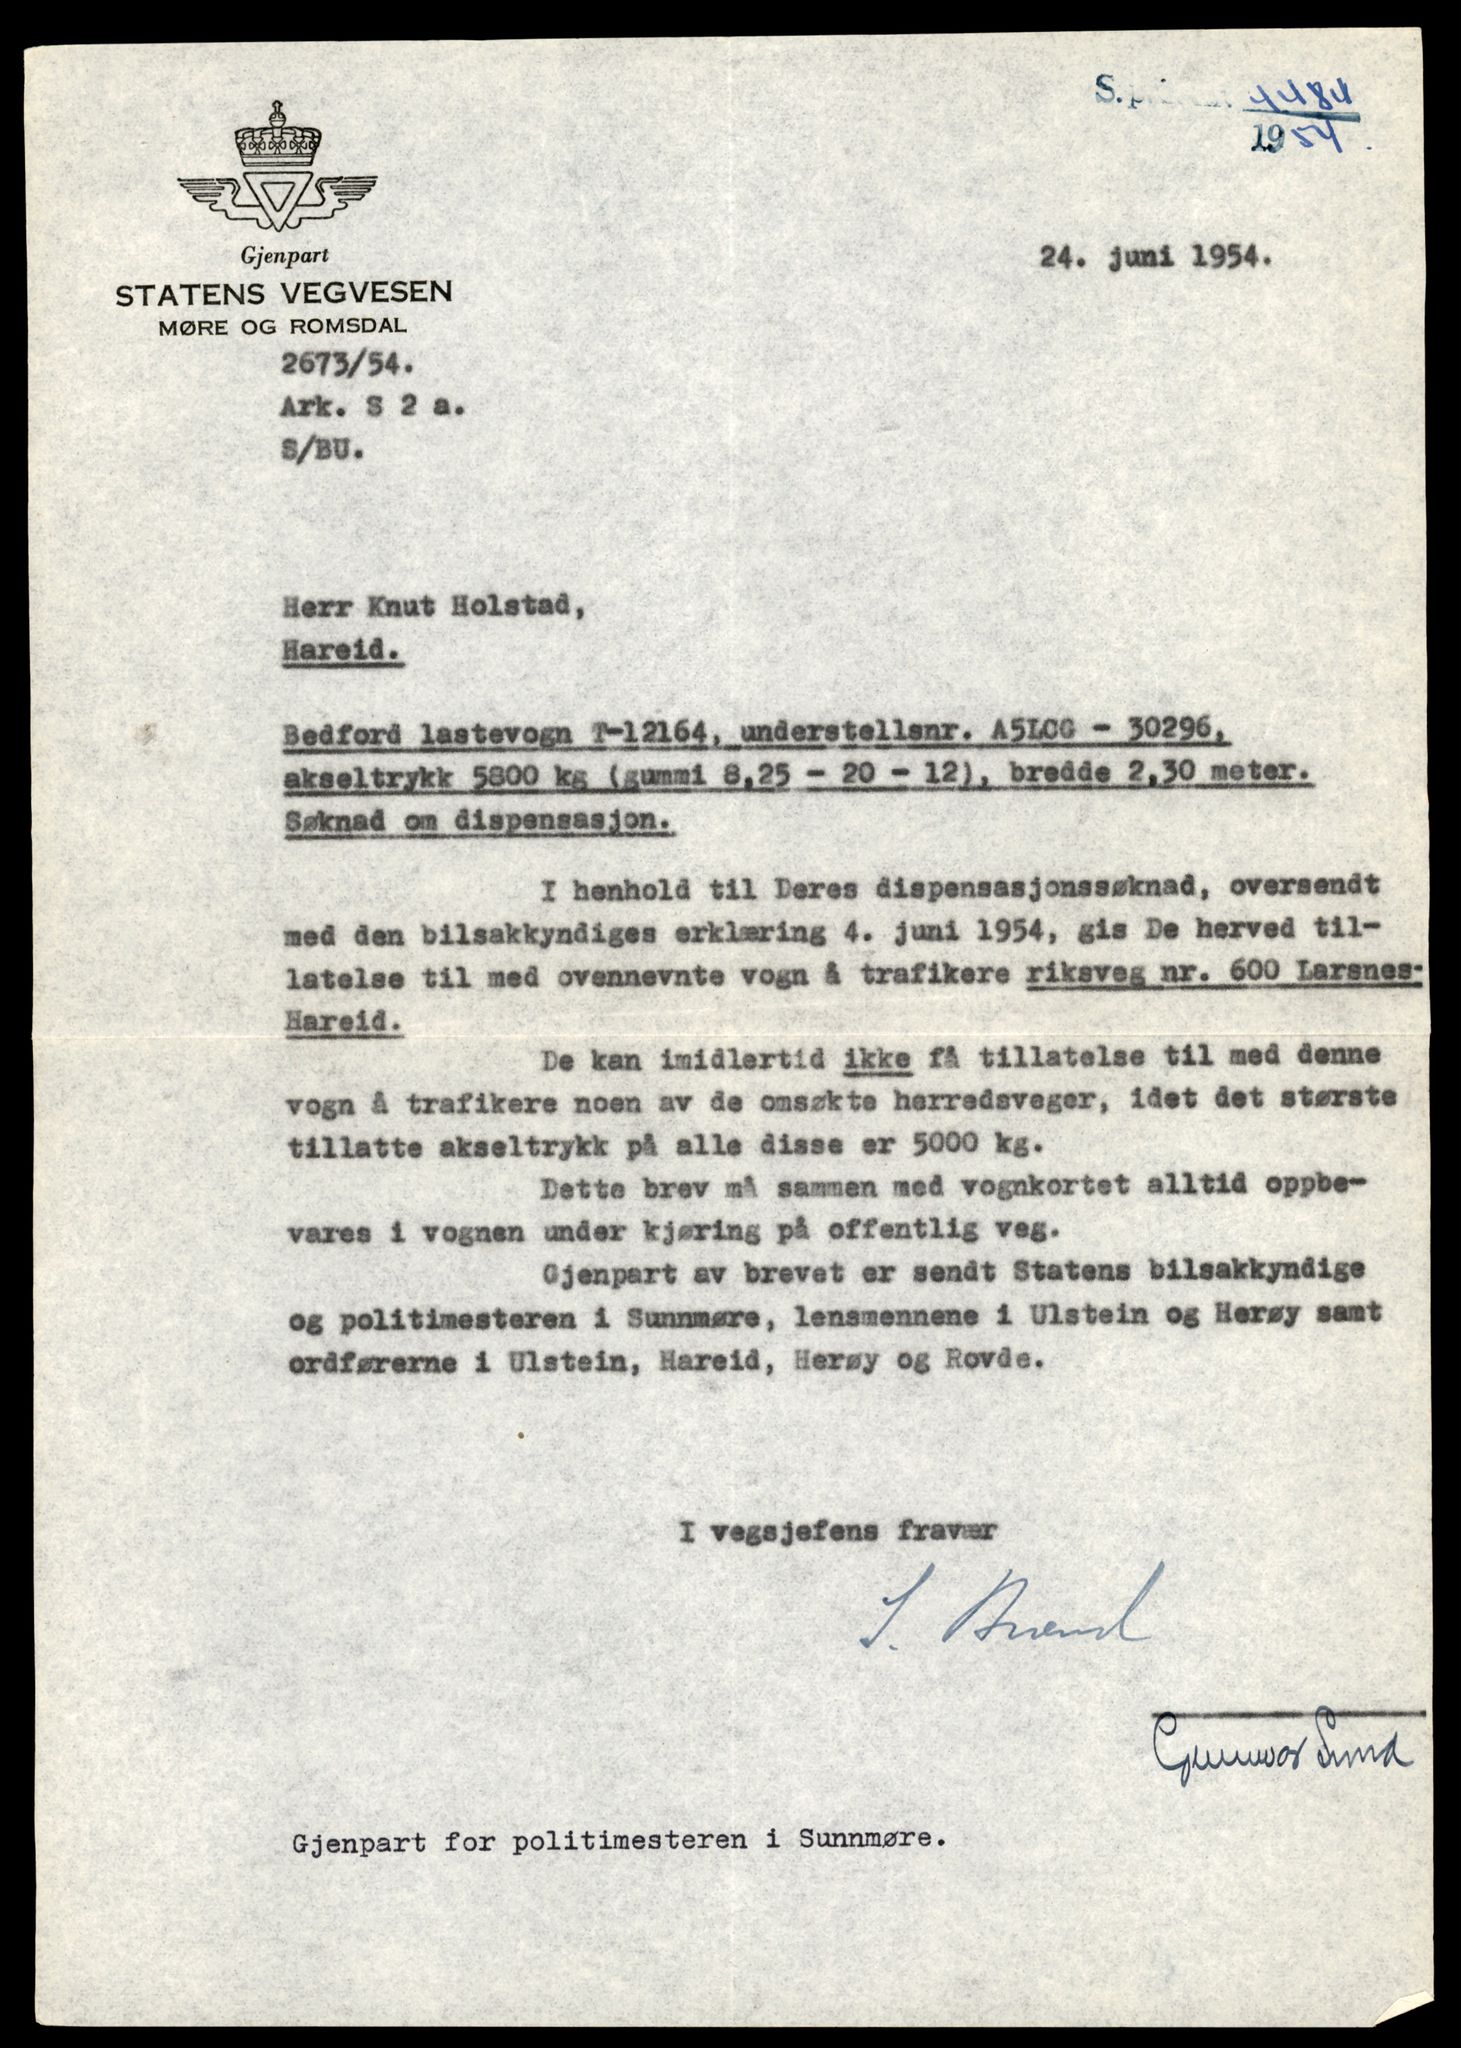 4484
1954.
Gjenpart
STATENS VEGVESEN
MØRE OG ROMSDAL
24. juni 1954.
2673/54.
Ark. S 2 a.
S/BU.
Herr Knut Holstad,
Hareid.
Bedford lastevogn T-12164, understellsnr. A5LCG - 30296,
akseltrykk 5800 kg (gummi 8,25 - 20 - 12), bredde 2,30 meter.
Søknad om dispensasjon.
I henhold til Deres dispensasjonssøknad, oversendt
med den bilsakkyndiges erklæring 4. juni 1954, gis De herved til-
latelse til med ovennevnte vogn å trafikere riksveg nr. 600 Larsnes-
Hareid.
De kan imidlertid ikke få tillatelse til med denne
vogn å trafikere noen av de omsøkte herredsveger, idet det største
tillatte akseltrykk på alle disse er 5000 kg.
Dette brev må sammen med vognkortet alltid oppbe-
vares i vognen under kjøring på offentlig veg.
Gjenpart av brevet er sendt Statens bilsakkyndige
og politimesteren i Sunnmøre, lensmennene i Ulstein og Herøy samt
ordførerne i Ulstein, Hareid, Herøy og Rovde.
I vegsjefens fravær
Gunnvor Sund
Gjenpart for politimesteren i Sunnmøre.